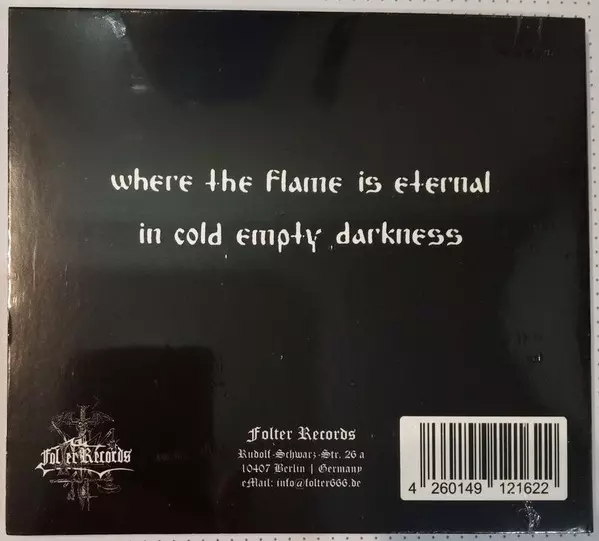 where the flame is eternal
in cold empty darkness
Folter Records
Folter Records
Rudolf-Schwarz-Str. 26 a
10407 Berlin | Germany
eMail: info@folter666.de
4 260149 121622